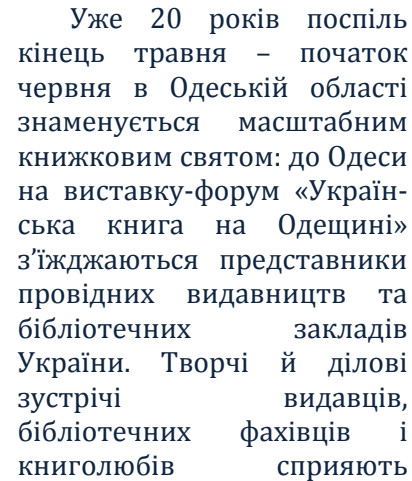 Уже 20 років поспіль
кінець травня – початок
червня в Одеській області
знаменується масштабним
книжковим святом: до Одеси
на виставку-форум «Україн-
ська книга на Одещині»
з’їжджаються представники
провідних видавництв та
бібліотечних закладів
України. Творчі й ділові
зустрічі видавців,
бібліотечних фахівців і
книголюбів сприяють